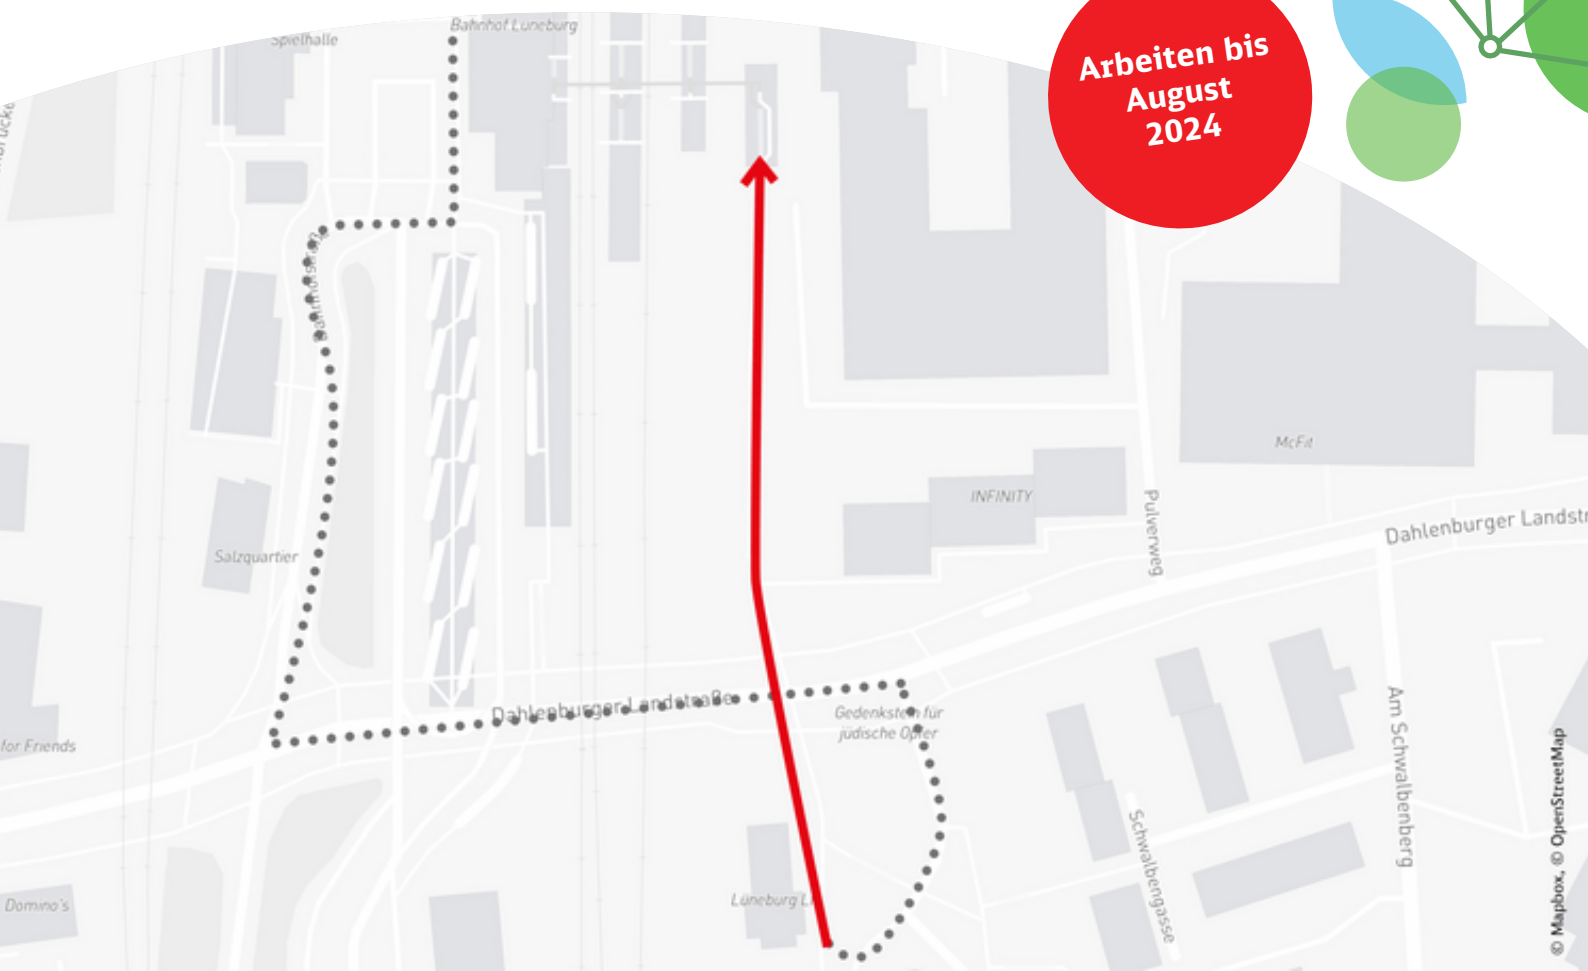 Bahnhof Lüneburg
Spielhalle
Arbeiten bis
August
2024
Bahnhofstraße
McFit
INFINITY
Pulverweg
Dahlenburger Landstr
Salzquartier
Dahlenburger Landstraße
Gedenkstein für
jüdische Opfer
for Friends
Am Schwalbenberg
Schwalbengasse
Lüneburg L
Domino's
© Mapbox, © OpenStreetMap